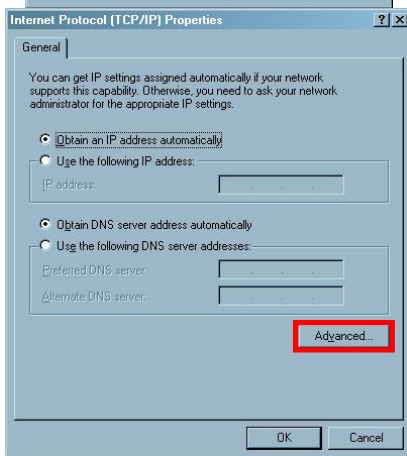 Internet Protocol (TCP/IP) Properties
General
You can get IP settings assigned automatically if your network
supports this capability. Otherwise, you need to ask your network
administrator for the appropriate IP settings.
Obtain an IP address automatically
Use the following IP address:
IP address:
Obtain DNS server address automatically
Use the following DNS server addresses:
Preferred DNS server:
Alternate DNS server:
Advanced...
OK Cancel